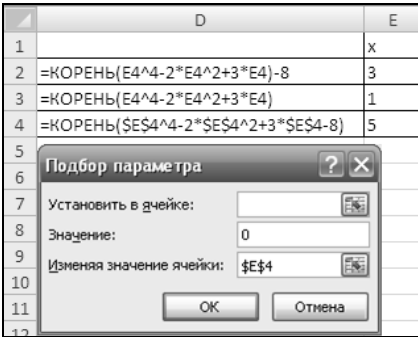 D E
1 x
2 =КОРЕНЬ(E4^4-2*E4^2+3*E4)-8 3
3 =КОРЕНЬ(E4^4-2*E4^2+3*E4) 1
4 =КОРЕНЬ($E$4^4-2*$E$4^2+3*$E$4-8) 5
5
Подбор параметра ? X
6
7 Установить в ячейке:
8 Значение: 0
9 Изменяя значение ячейки: $E$4
10
11 ОК Отмена
12